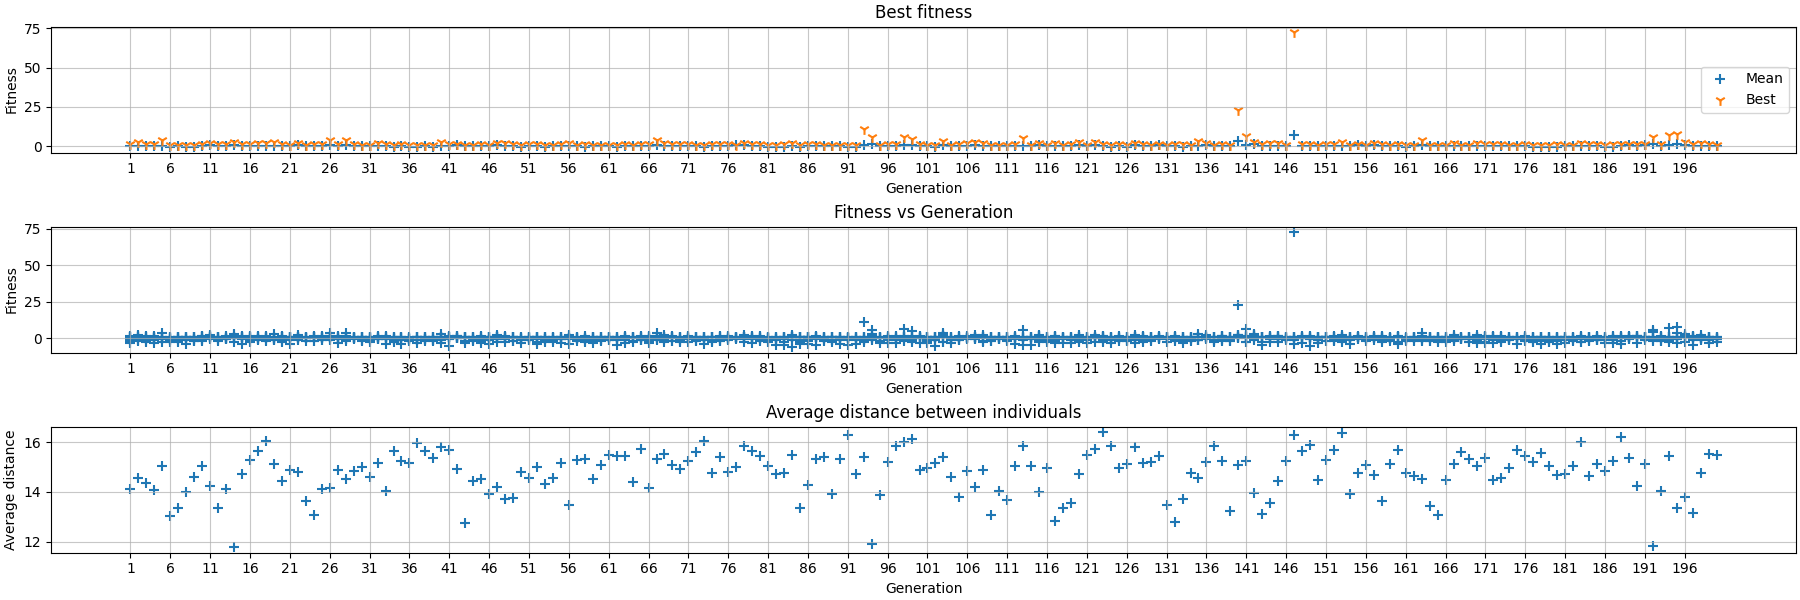 Best fitness
75
50
25
0
Fitness
Mean
Best
1 6 11 16 21 26 31 36 41 46 51 56 61 66 71 76 81 86 91 96 101 106 111 116 121 126 131 136 141 146 151 156 161 166 171 176 181 186 191 196
Generation
Fitness vs Generation
75
50
25
0
Fitness
1 6 11 16 21 26 31 36 41 46 51 56 61 66 71 76 81 86 91 96 101 106 111 116 121 126 131 136 141 146 151 156 161 166 171 176 181 186 191 196
Generation
Average distance between individuals
16
14
12
Average distance
1 6 11 16 21 26 31 36 41 46 51 56 61 66 71 76 81 86 91 96 101 106 111 116 121 126 131 136 141 146 151 156 161 166 171 176 181 186 191 196
Generation